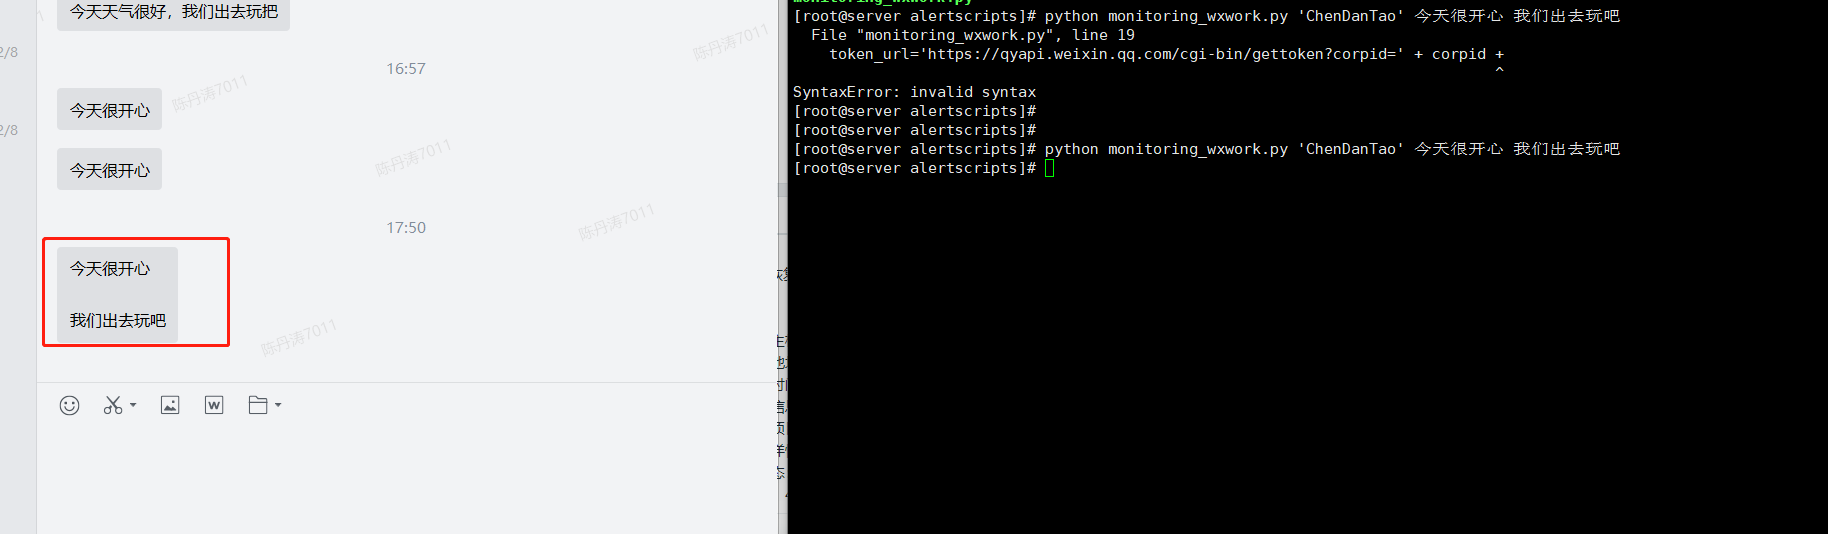 今天天气很好，我们出去玩把
2/8
16:57
今天很开心
2/8
今天很开心
17:50
今天很开心
我们出去玩吧
陈丹涛7011
陈丹涛7011
陈丹涛7011
陈丹涛7011
陈丹涛7011
W
monitoring_wxwork.py
[root@server alertscripts]# python monitoring_wxwork.py 'ChenDanTao' 今天很开心 我们出去玩吧
File "monitoring_wxwork.py", line 19
token_url='https://qyapi.weixin.qq.com/cgi-bin/gettoken?corpid=' + corpid +
^
SyntaxError: invalid syntax
[root@server alertscripts]#
[root@server alertscripts]#
[root@server alertscripts]# python monitoring_wxwork.py 'ChenDanTao' 今天很开心 我们出去玩吧
[root@server alertscripts]#